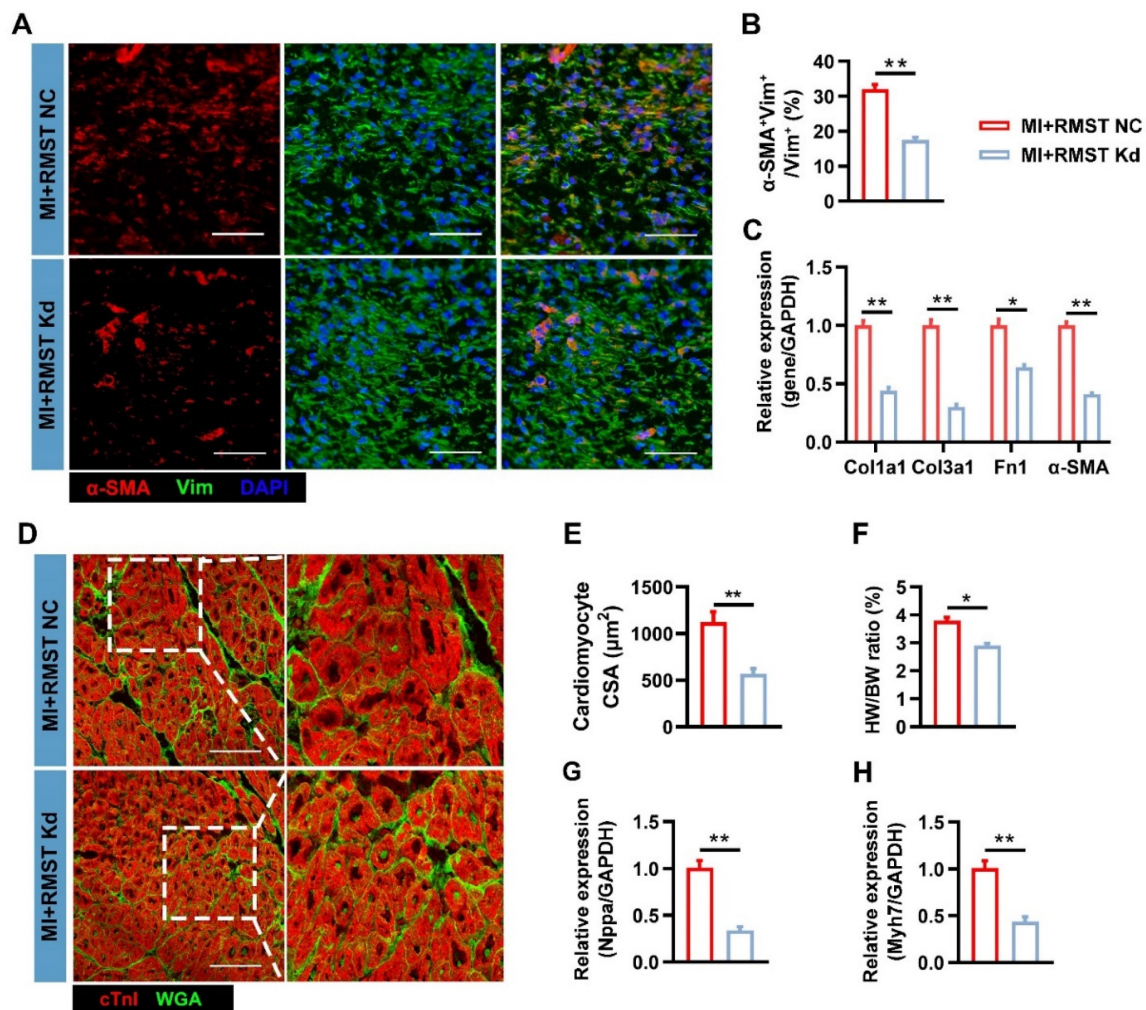 A
MI+RMST NC
MI+RMST Kd
α-SMA Vim DAPI
B
α-SMA⁺Vim⁺
/Vim⁺ (%)
40
30
20
10
0
**
MI+RMST NC
MI+RMST Kd
C
Relative expression
(gene/GAPDH)
1.5
1.0
0.5
0.0
** ** * **
Col1a1 Col3a1 Fn1 α-SMA
D
MI+RMST NC
MI+RMST Kd
cTnI WGA
E
Cardiomyocyte
CSA (μm²)
1500
1000
500
0
**
F
HW/BW ratio (%)
5
4
3
2
1
0
*
G
Relative expression
(Nppa/GAPDH)
1.5
1.0
0.5
0.0
**
H
Relative expression
(Myh7/GAPDH)
1.5
1.0
0.5
0.0
**